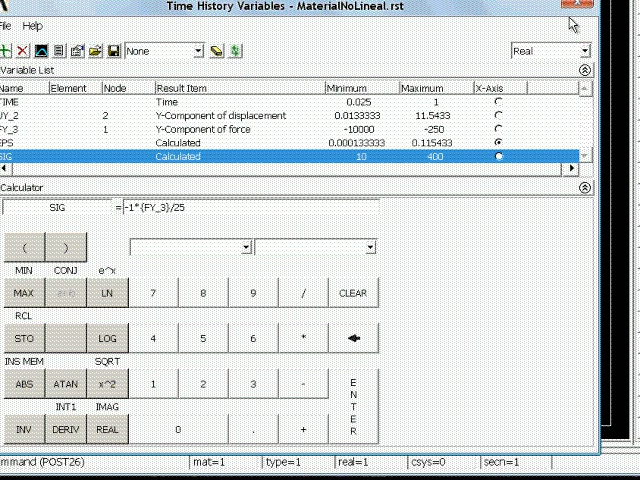 Time History Variables - MaterialNoLineal.rst
File Help
None Real
Variable List
Name Element Node Result Item Minimum Maximum X-Axis
TIME Time 0.025 1
UY_2 2 Y-Component of displacement 0.0133333 11.5433
FY_3 1 Y-Component of force -10000 -250
EPS Calculated 0.000133333 0.115433
SIG Calculated 10 400
Calculator
SIG = -1*{FY_3}/25
( )
MIN CONJ e^x
MAX a+ib LN 7 8 9 / CLEAR
RCL
STO LOG 4 5 6 *
INS MEM SQRT
ABS ATAN x^2 1 2 3 - ENTER
INT1 IMAG
INV DERIV REAL 0 . +
mmand (POST26) mat=1 type=1 real=1 csys=0 secn=1